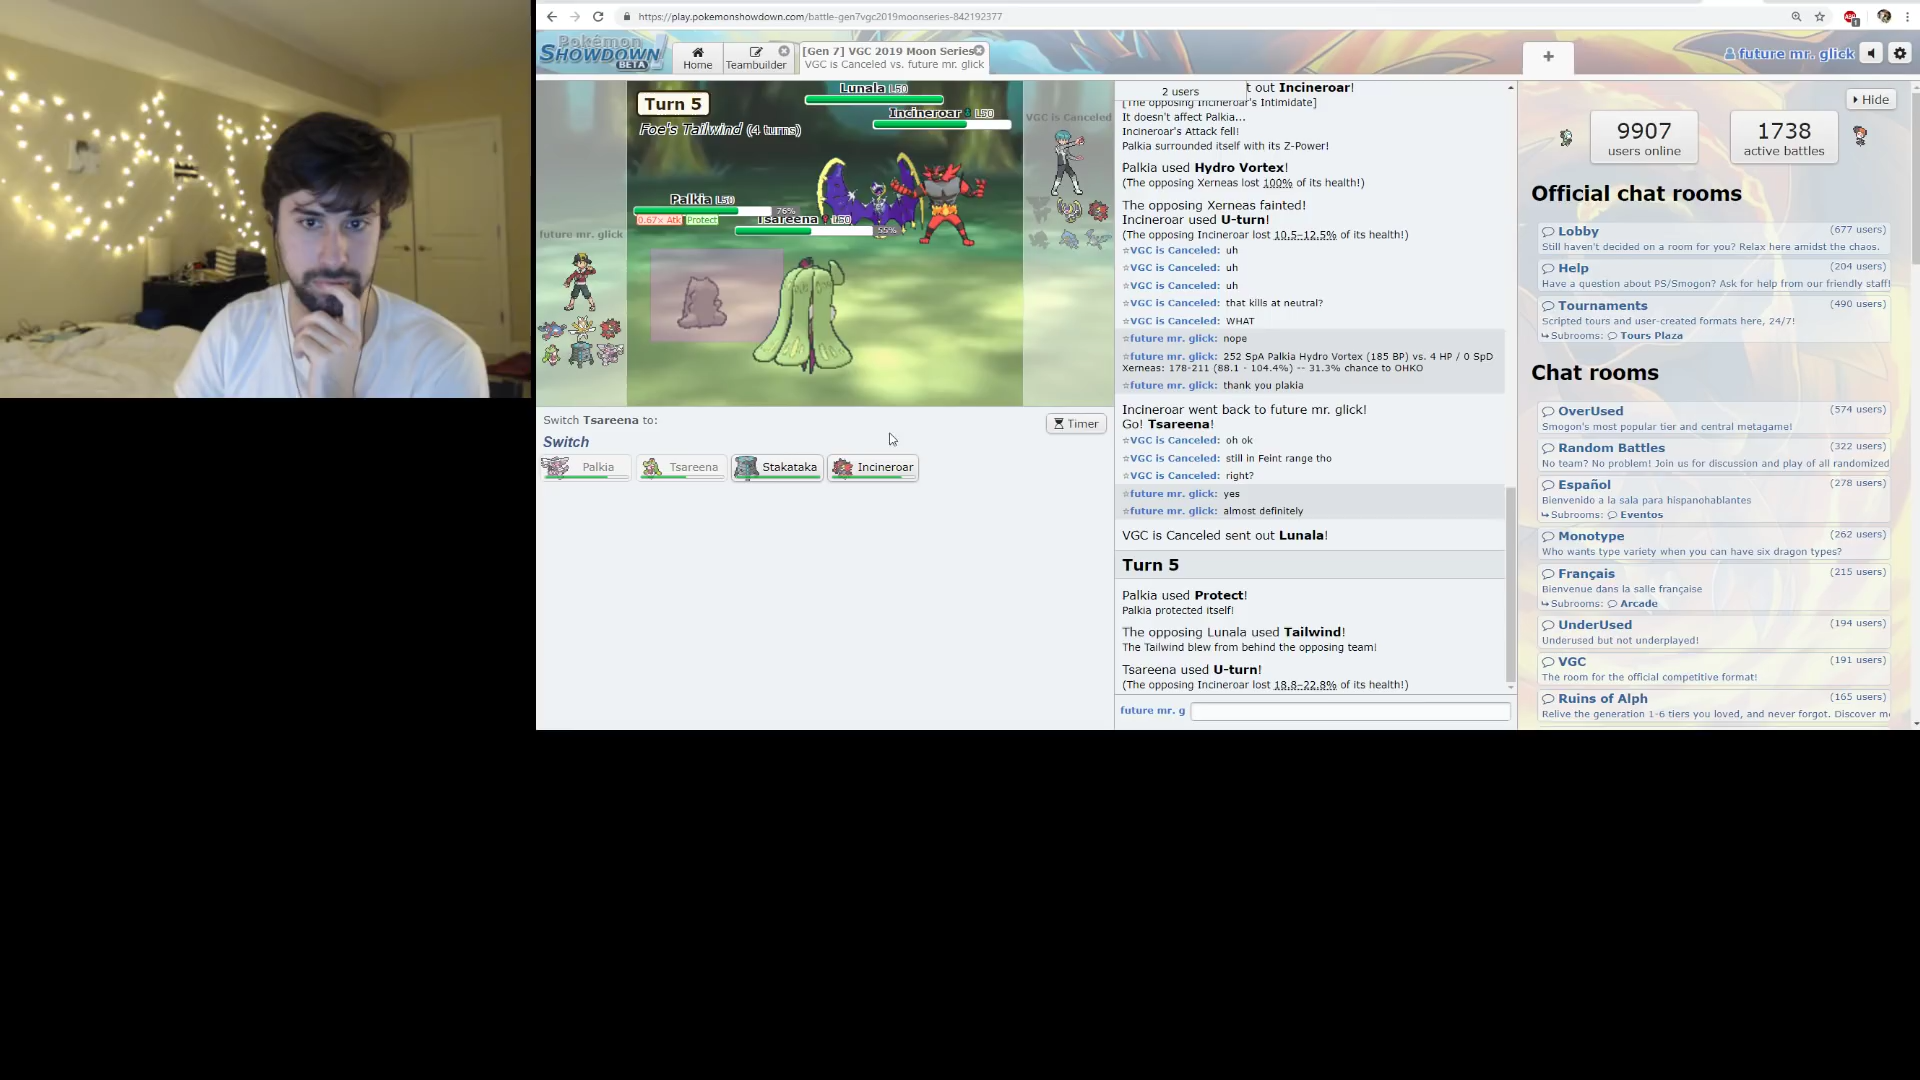 https://play.pokemonshowdown.com/battle-gen7vgc2019moonseries-842192377
Pokémon
SHOWDOWN
BETA
Home
Teambuilder
[Gen 7] VGC 2019 Moon Series
VGC is Canceled vs. future mr. glick
+
future mr. glick
Turn 5
Foe's Tailwind (4 turns)
Lunala L50
Incineroar L50
Palkia L50
76%
0.67× Atk Protect
Tsareena L50
55%
future mr. glick
VGC is Canceled
Switch Tsareena to:
Timer
Switch
Palkia
Tsareena
Stakataka
Incineroar
2 users
t out Incineroar!
[The opposing Incineroar's Intimidate]
It doesn't affect Palkia...
Incineroar's Attack fell!
Palkia surrounded itself with its Z-Power!
Palkia used Hydro Vortex!
(The opposing Xerneas lost 100% of its health!)
The opposing Xerneas fainted!
Incineroar used U-turn!
(The opposing Incineroar lost 10.5–12.5% of its health!)
☆VGC is Canceled: uh
☆VGC is Canceled: uh
☆VGC is Canceled: uh
☆VGC is Canceled: that kills at neutral?
☆VGC is Canceled: WHAT
☆future mr. glick: nope
☆future mr. glick: 252 SpA Palkia Hydro Vortex (185 BP) vs. 4 HP / 0 SpD
Xerneas: 178-211 (88.1 - 104.4%) -- 31.3% chance to OHKO
☆future mr. glick: thank you plakia
Incineroar went back to future mr. glick!
Go! Tsareena!
☆VGC is Canceled: oh ok
☆VGC is Canceled: still in Feint range tho
☆VGC is Canceled: right?
☆future mr. glick: yes
☆future mr. glick: almost definitely
VGC is Canceled sent out Lunala!
Turn 5
Palkia used Protect!
Palkia protected itself!
The opposing Lunala used Tailwind!
The Tailwind blew from behind the opposing team!
Tsareena used U-turn!
(The opposing Incineroar lost 18.8–22.8% of its health!)
future mr. g
Hide
9907
users online
1738
active battles
Official chat rooms
Lobby (677 users)
Still haven't decided on a room for you? Relax here amidst the chaos.
Help (204 users)
Have a question about PS/Smogon? Ask for help from our friendly staff!
Tournaments (490 users)
Scripted tours and user-created formats here, 24/7!
↳Subrooms: Tours Plaza
Chat rooms
OverUsed (574 users)
Smogon's most popular tier and central metagame!
Random Battles (322 users)
No team? No problem! Join us for discussion and play of all randomized
Español (278 users)
Bienvenido a la sala para hispanohablantes
↳Subrooms: Eventos
Monotype (262 users)
Who wants type variety when you can have six dragon types?
Français (215 users)
Bienvenue dans la salle française
↳Subrooms: Arcade
UnderUsed (194 users)
Underused but not underplayed!
VGC (191 users)
The room for the official competitive format!
Ruins of Alph (165 users)
Relive the generation 1-6 tiers you loved, and never forgot. Discover m